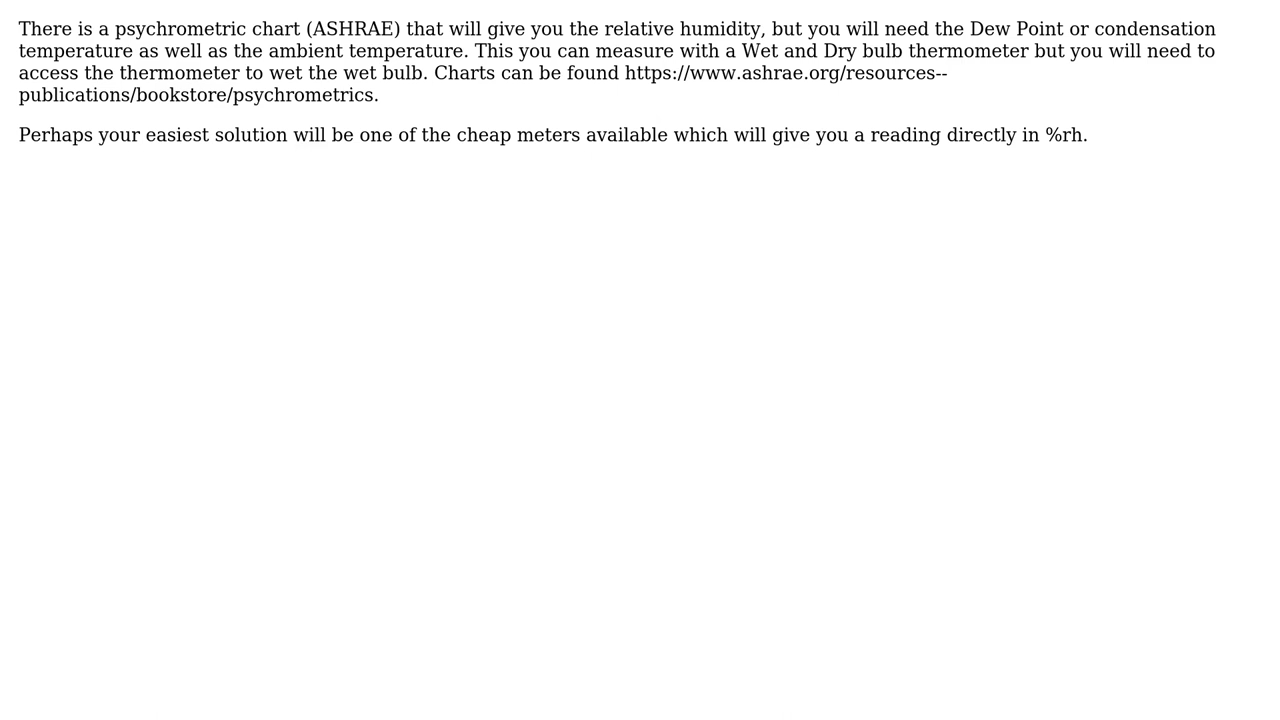 There is a psychrometric chart (ASHRAE) that will give you the relative humidity, but you will need the Dew Point or condensation
temperature as well as the ambient temperature. This you can measure with a Wet and Dry bulb thermometer but you will need to
access the thermometer to wet the wet bulb. Charts can be found https://www.ashrae.org/resources--
publications/bookstore/psychrometrics.
Perhaps your easiest solution will be one of the cheap meters available which will give you a reading directly in %rh.